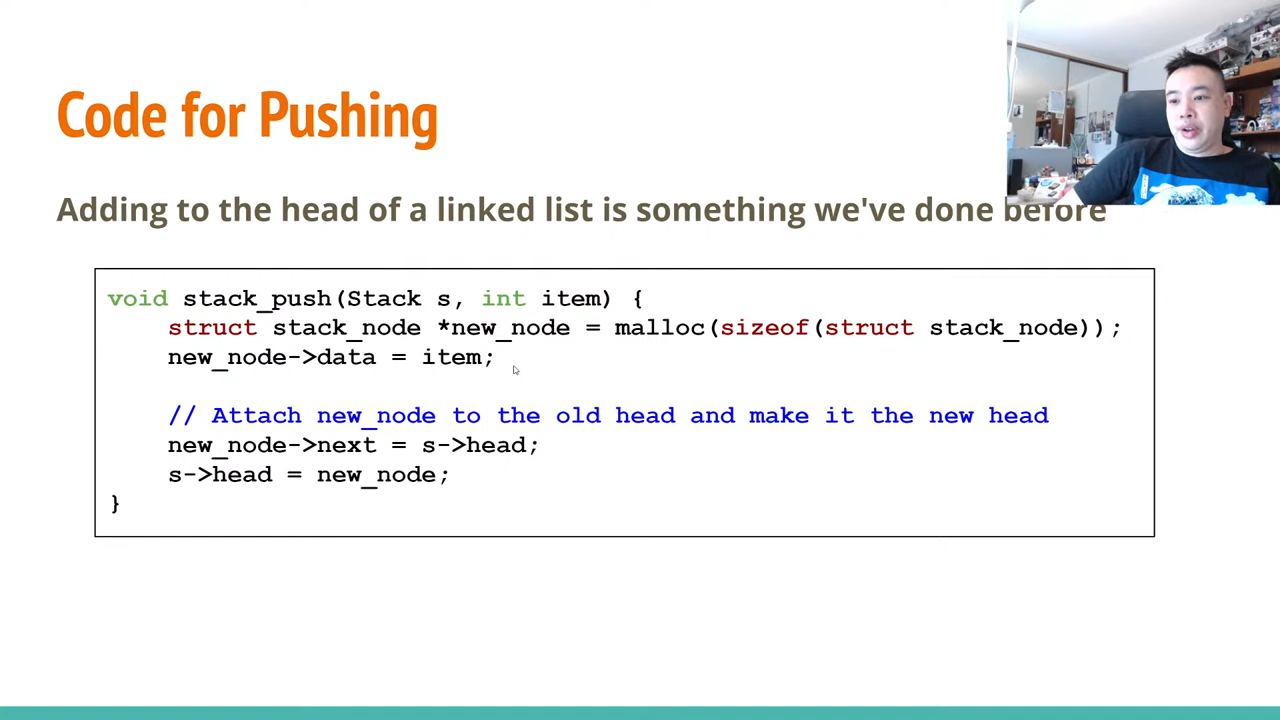 Code for Pushing
Adding to the head of a linked list is something we've done before
void stack_push(Stack s, int item) {
    struct stack_node *new_node = malloc(sizeof(struct stack_node));
    new_node->data = item;
    // Attach new_node to the old head and make it the new head
    new_node->next = s->head;
    s->head = new_node;
}